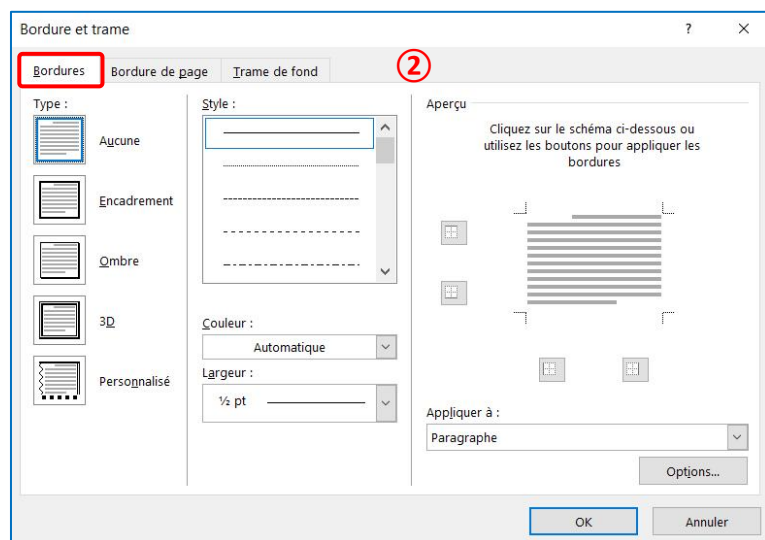 Bordure et trame
? ×
Bordures Bordure de page Trame de fond ②
Type :
Aucune
Encadrement
Ombre
3D
Personnalisé
Style :
Couleur :
Automatique
Largeur :
½ pt
Aperçu
Cliquez sur le schéma ci-dessous ou
utilisez les boutons pour appliquer les
bordures
Appliquer à :
Paragraphe
Options...
OK Annuler